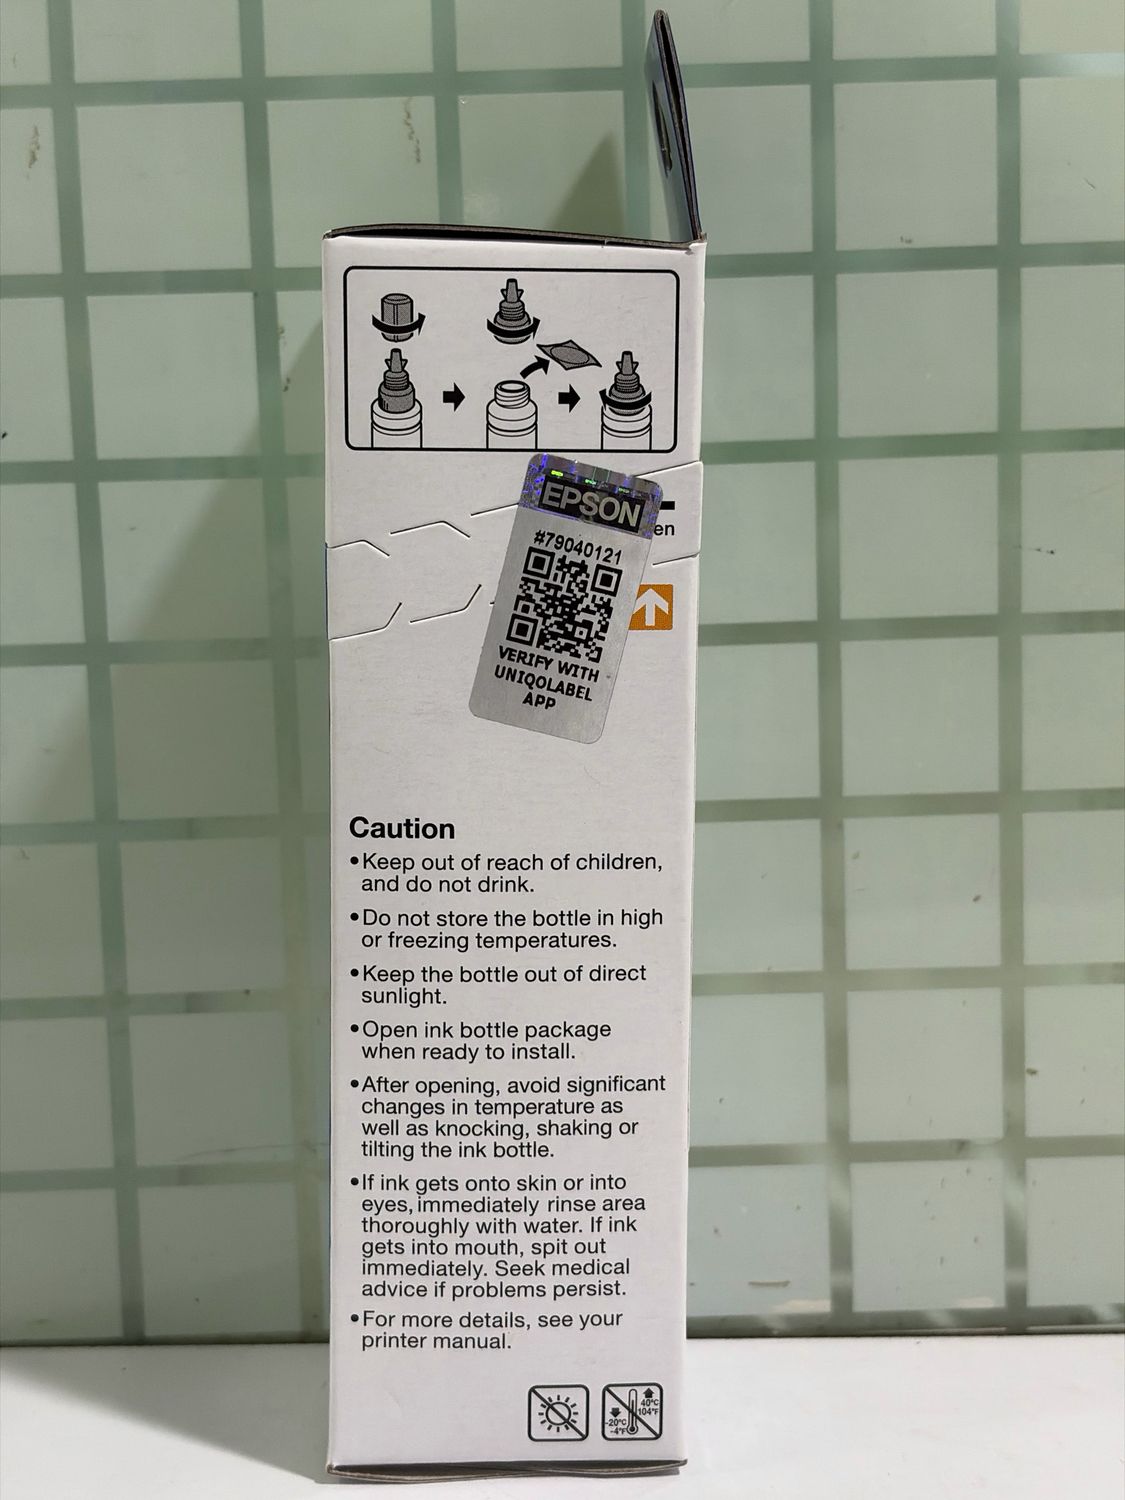 EPSON
en
#79040121
VERIFY WITH
UNIQOLABEL
APP
Caution
•Keep out of reach of children,
and do not drink.
•Do not store the bottle in high
or freezing temperatures.
•Keep the bottle out of direct
sunlight.
•Open ink bottle package
when ready to install.
•After opening, avoid significant
changes in temperature as
well as knocking, shaking or
tilting the ink bottle.
•If ink gets onto skin or into
eyes, immediately rinse area
thoroughly with water. If ink
gets into mouth, spit out
immediately. Seek medical
advice if problems persist.
•For more details, see your
printer manual.
40°C
104°F
-20°C
-4°F